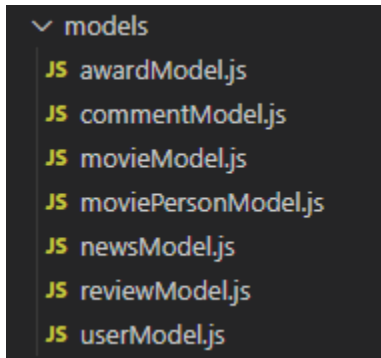 models
JS awardModel.js
JS commentModel.js
JS movieModel.js
JS moviePersonModel.js
JS newsModel.js
JS reviewModel.js
JS userModel.js